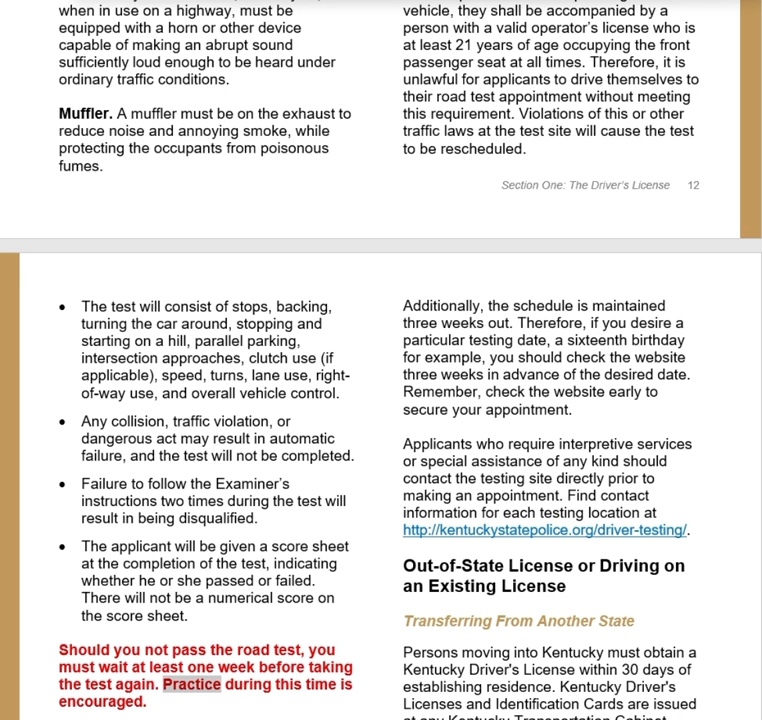 when in use on a highway, must be
equipped with a horn or other device
capable of making an abrupt sound
sufficiently loud enough to be heard under
ordinary traffic conditions.
Muffler. A muffler must be on the exhaust to
reduce noise and annoying smoke, while
protecting the occupants from poisonous
fumes.
vehicle, they shall be accompanied by a
person with a valid operator's license who is
at least 21 years of age occupying the front
passenger seat at all times. Therefore, it is
unlawful for applicants to drive themselves to
their road test appointment without meeting
this requirement. Violations of this or other
traffic laws at the test site will cause the test
to be rescheduled.
Section One: The Driver's License 12
• The test will consist of stops, backing,
turning the car around, stopping and
starting on a hill, parallel parking,
intersection approaches, clutch use (if
applicable), speed, turns, lane use, right-
of-way use, and overall vehicle control.
• Any collision, traffic violation, or
dangerous act may result in automatic
failure, and the test will not be completed.
• Failure to follow the Examiner's
instructions two times during the test will
result in being disqualified.
• The applicant will be given a score sheet
at the completion of the test, indicating
whether he or she passed or failed.
There will not be a numerical score on
the score sheet.
Should you not pass the road test, you
must wait at least one week before taking
the test again. Practice during this time is
encouraged.
Additionally, the schedule is maintained
three weeks out. Therefore, if you desire a
particular testing date, a sixteenth birthday
for example, you should check the website
three weeks in advance of the desired date.
Remember, check the website early to
secure your appointment.
Applicants who require interpretive services
or special assistance of any kind should
contact the testing site directly prior to
making an appointment. Find contact
information for each testing location at
http://kentuckystatepolice.org/driver-testing/.
Out-of-State License or Driving on
an Existing License
Transferring From Another State
Persons moving into Kentucky must obtain a
Kentucky Driver's License within 30 days of
establishing residence. Kentucky Driver's
Licenses and Identification Cards are issued
at any Kentucky Transportation Cabinet